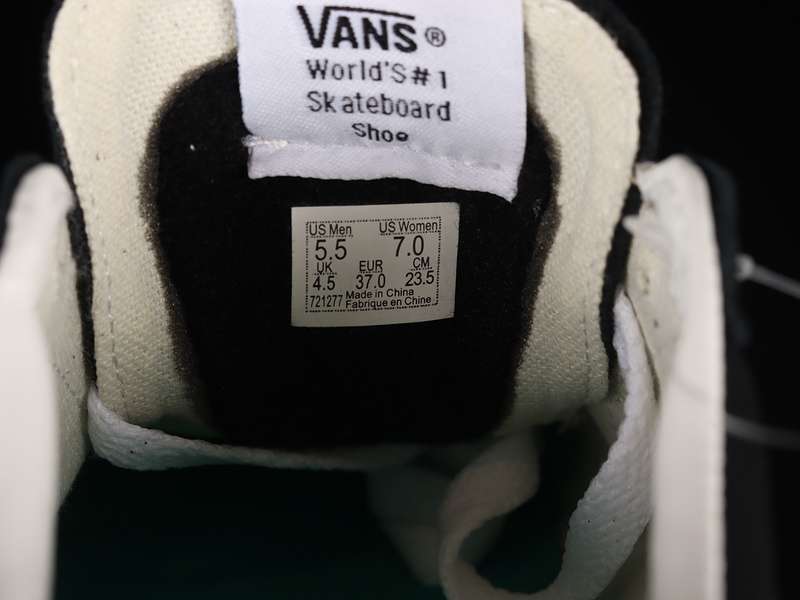 VANS®
World'S #1
Skateboard
Shoe
US Men US Women
5.5 7.0
UK EUR CM
4.5 37.0 23.5
721277 Made in China
Fabrique en Chine